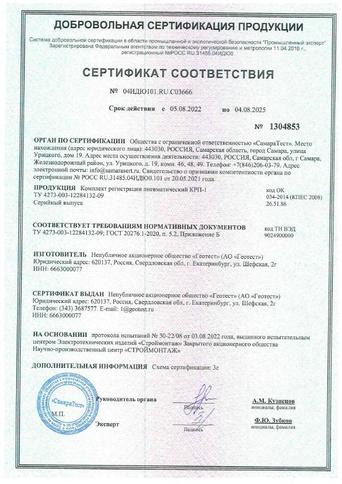 ДОБРОВОЛЬНАЯ СЕРТИФИКАЦИЯ ПРОДУКЦИИ
Система добровольной сертификации в области промышленной и экологической безопасности "Промышленный эксперт"
Зарегистрирована Федеральным агентством по техническому регулированию и метрологии 11.04.2016 г.,
регистрационный №РОСС RU.31485.04ИДЮ0
СЕРТИФИКАТ СООТВЕТСТВИЯ
№ 04ИДЮ101.RU.С03666
Срок действия с 05.08.2022 по 04.08.2025
№ 1304853
ОРГАН ПО СЕРТИФИКАЦИИ Общества с ограниченной ответственностью «СамараТест». Место
нахождения (адрес юридического лица): 443030, РОССИЯ, Самарская область, город Самара, улица
Урицкого, дом 19. Адрес места осуществления деятельности: 443030, РОССИЯ, Самарская обл, г Самара,
Железнодорожный район, ул. Урицкого, д. 19, комн. 46, 48, 49. Телефон: +7(846)206-03-79, Адрес
электронной почты: info@samaratest.ru. Свидетельство о признании компетентности органа по
сертификации № РОСС RU.31485.04ИДЮ0.101 от 20.05.2021 года.
ПРОДУКЦИЯ Комплект регистрации пневматический КРП-1
ТУ 4273-003-12284132-09
Серийный выпуск
код ОК
034-2014 (КПЕС 2008)
26.51.86
СООТВЕТСТВУЕТ ТРЕБОВАНИЯМ НОРМАТИВНЫХ ДОКУМЕНТОВ
ТУ 4273-003-12284132-09; ГОСТ 20276.1-2020, п. 5.2, Приложение Б
код ТН ВЭД
9024900000
ИЗГОТОВИТЕЛЬ Непубличное акционерное общество «Геотест» (АО «Геотест»)
Юридический адрес: 620137, Россия, Свердловская обл., г. Екатеринбург, ул. Шефская, 2г
ИНН: 6663000077
СЕРТИФИКАТ ВЫДАН Непубличное акционерное общество «Геотест» (АО «Геотест»)
Юридический адрес: 620137, Россия, Свердловская обл., г. Екатеринбург, ул. Шефская, 2г
Телефон: (343) 3687577. E-mail: 1@geotest.ru
ИНН: 6663000077
НА ОСНОВАНИИ протокола испытаний № 30-22/08 от 03.08.2022 года, выданного испытательным
центром Электротехнических изделий «Строймонтаж» Закрытого акционерного общества
Научно-производственный центр «СТРОЙМОНТАЖ»
ДОПОЛНИТЕЛЬНАЯ ИНФОРМАЦИЯ Схема сертификации: 3с
Руководитель органа
Подпись
А.М. Кузнецов
инициалы, фамилия
«СамараТест»
М.П.
Эксперт
Подпись
Ф.Ю. Зубков
инициалы, фамилия